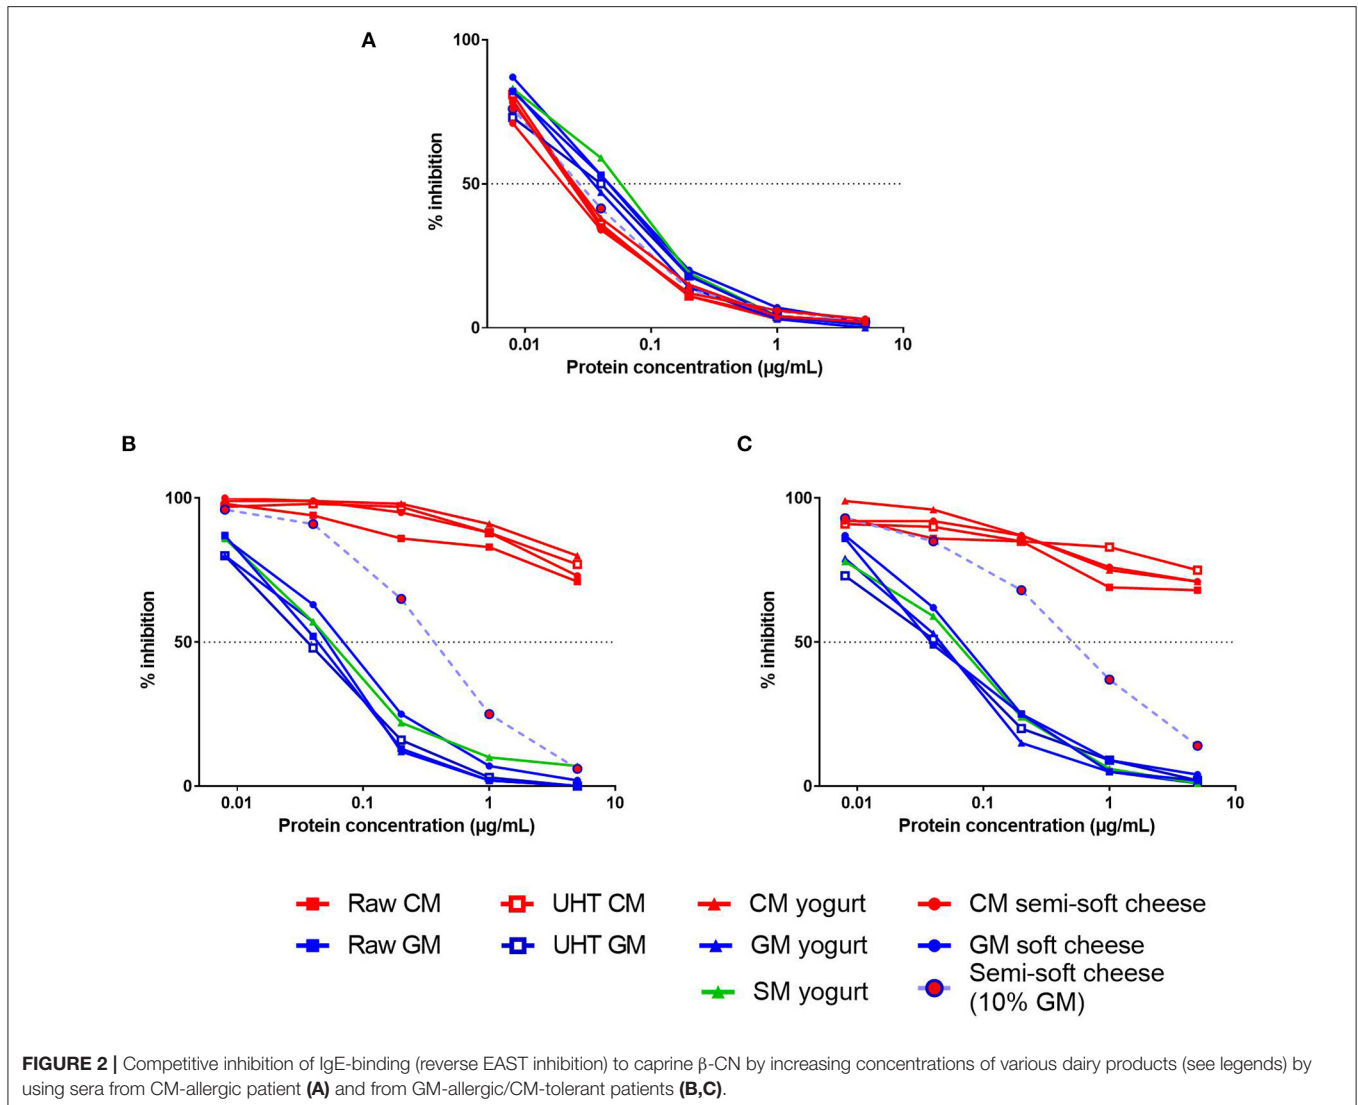 A
100
50
0
% inhibition
0.01 0.1 1 10
Protein concentration (µg/mL)
B
100
50
0
% inhibition
0.01 0.1 1 10
Protein concentration (µg/mL)
C
100
50
0
% inhibition
0.01 0.1 1 10
Protein concentration (µg/mL)
Raw CM UHT CM CM yogurt CM semi-soft cheese
Raw GM UHT GM GM yogurt GM soft cheese
SM yogurt Semi-soft cheese
(10% GM)
FIGURE 2 | Competitive inhibition of IgE-binding (reverse EAST inhibition) to caprine β-CN by increasing concentrations of various dairy products (see legends) by
using sera from CM-allergic patient (A) and from GM-allergic/CM-tolerant patients (B,C).